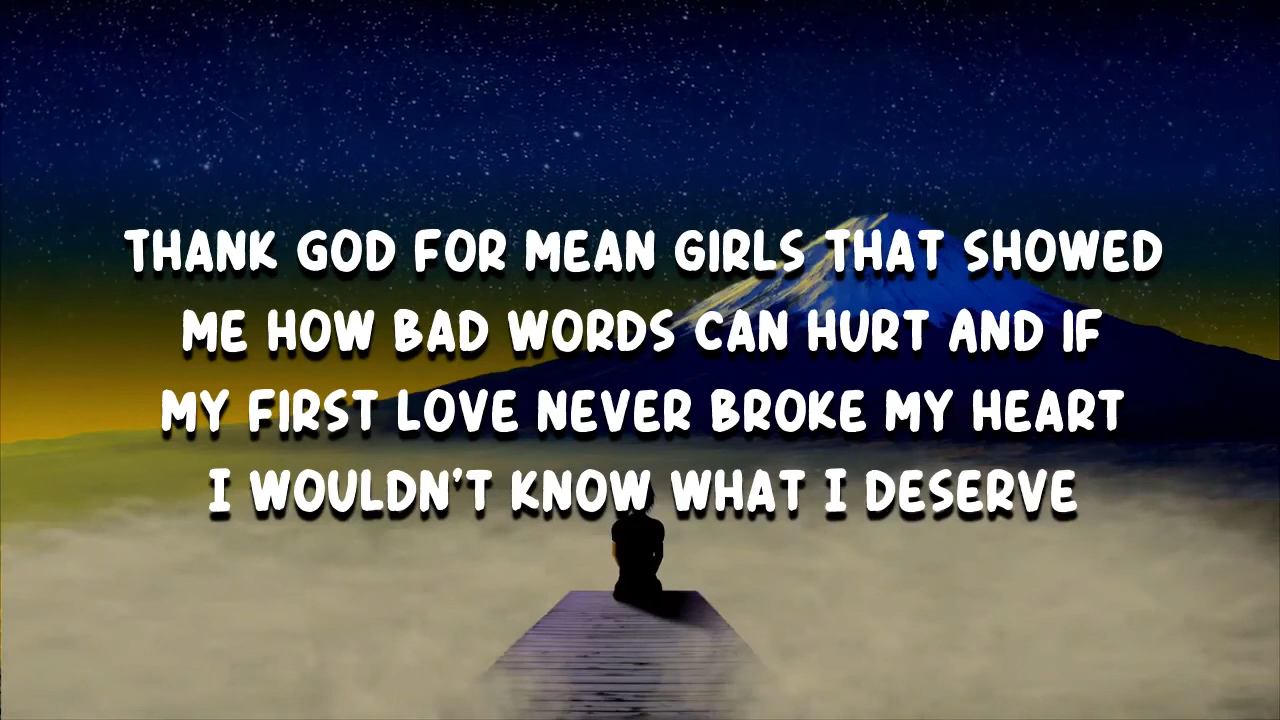 THANK GOD FOR MEAN GIRLS THAT SHOWED
ME HOW BAD WORDS CAN HURT AND IF
MY FIRST LOVE NEVER BROKE MY HEART
I WOULDN'T KNOW WHAT I DESERVE